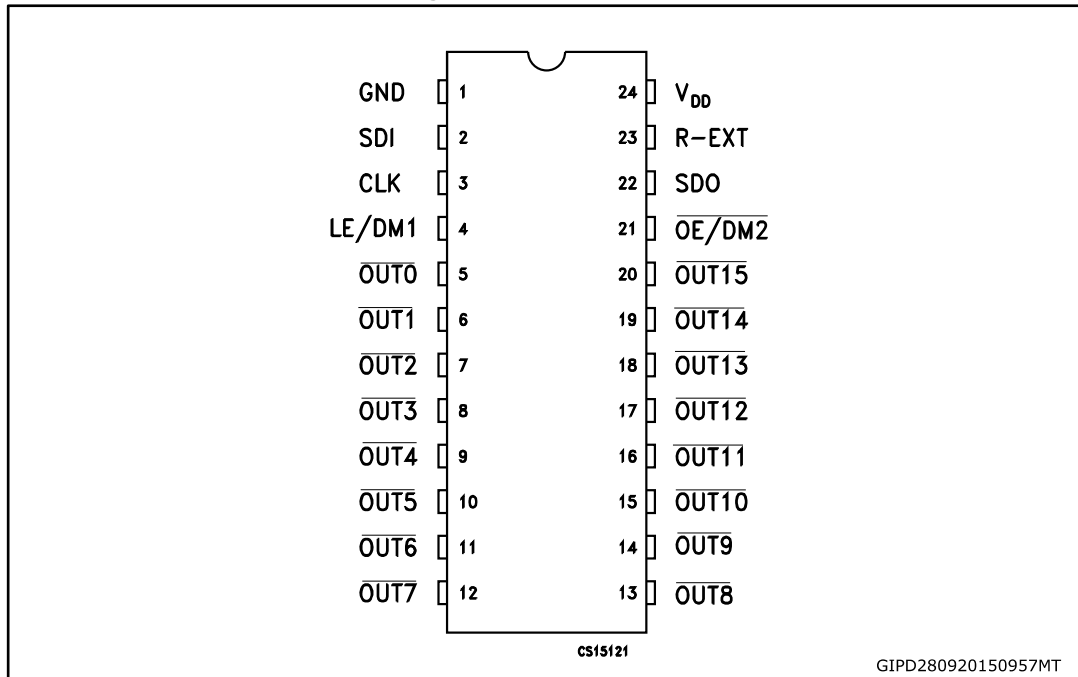 GND 1 24 VDD
SDI 2 23 R-EXT
CLK 3 22 SDO
LE/DM1 4 21 OE/DM2
OUT0 5 20 OUT15
OUT1 6 19 OUT14
OUT2 7 18 OUT13
OUT3 8 17 OUT12
OUT4 9 16 OUT11
OUT5 10 15 OUT10
OUT6 11 14 OUT9
OUT7 12 13 OUT8
CS15121
GIPD280920150957MT